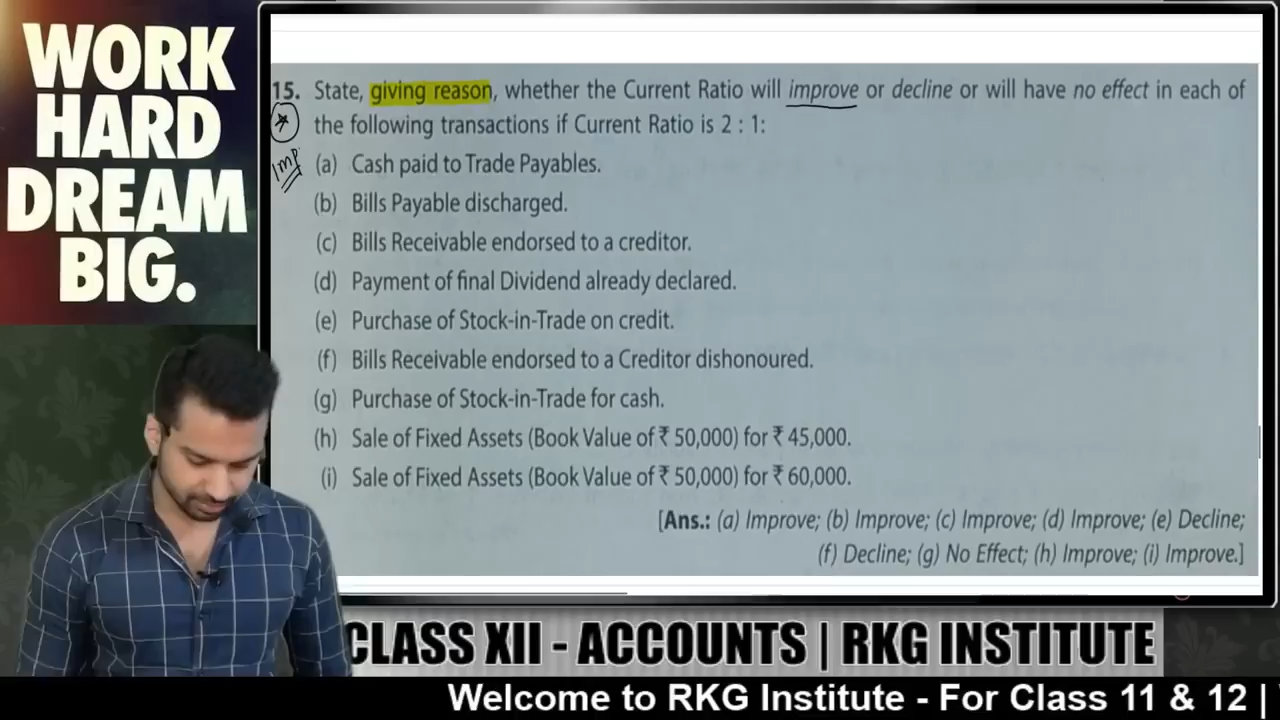 WORK
HARD
DREAM
BIG.
15. State, giving reason, whether the Current Ratio will improve or decline or will have no effect in each of
the following transactions if Current Ratio is 2 : 1:
Imp
(a) Cash paid to Trade Payables.
(b) Bills Payable discharged.
(c) Bills Receivable endorsed to a creditor.
(d) Payment of final Dividend already declared.
(e) Purchase of Stock-in-Trade on credit.
(f) Bills Receivable endorsed to a Creditor dishonoured.
(g) Purchase of Stock-in-Trade for cash.
(h) Sale of Fixed Assets (Book Value of ₹ 50,000) for ₹ 45,000.
(i) Sale of Fixed Assets (Book Value of ₹ 50,000) for ₹ 60,000.
[Ans.: (a) Improve; (b) Improve; (c) Improve; (d) Improve; (e) Decline;
(f) Decline; (g) No Effect; (h) Improve; (i) Improve.]
CLASS XII - ACCOUNTS | RKG INSTITUTE
Welcome to RKG Institute - For Class 11 & 12 |